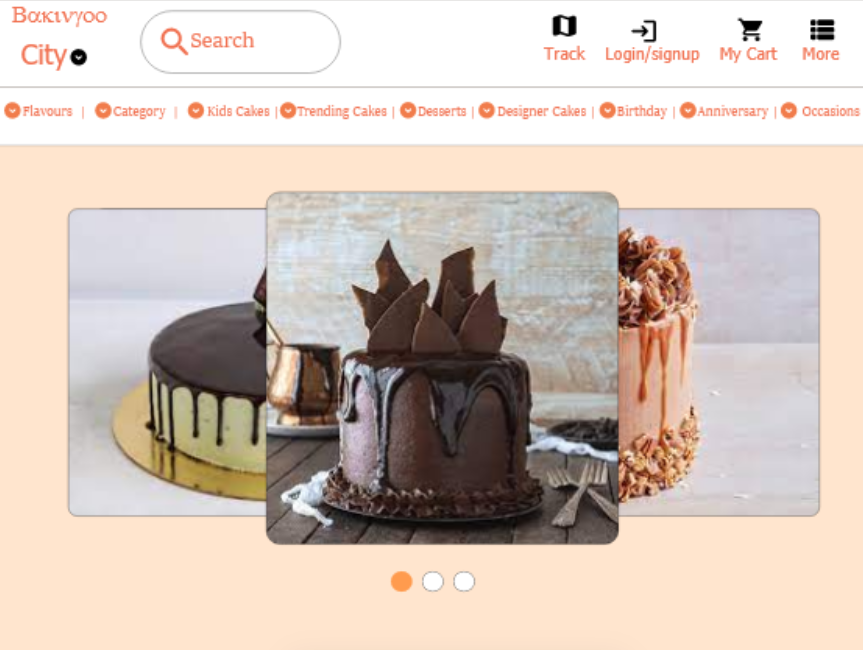 Βακινγοο
City
Search
Track
Login/signup
My Cart
More
Flavours | Category | Kids Cakes | Trending Cakes | Desserts | Designer Cakes | Birthday | Anniversary | Occasions